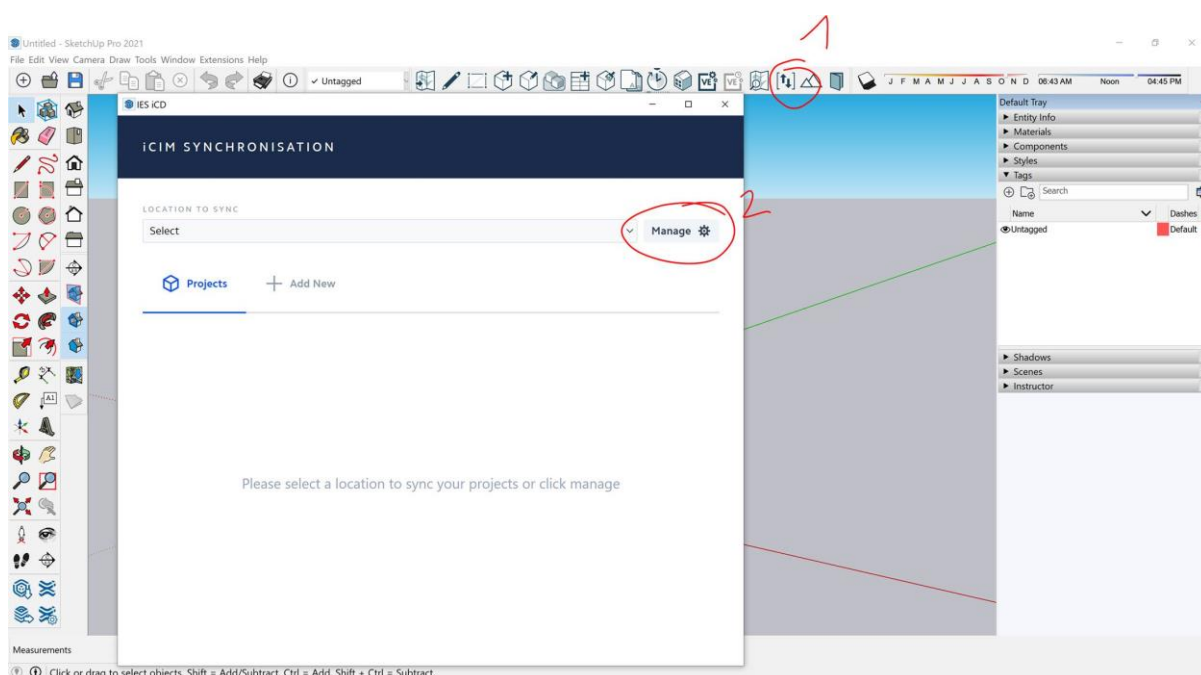 1
Untitled - SketchUp Pro 2021
File Edit View Camera Draw Tools Window Extensions Help
Untagged
VE
VE
J F M A M J J A S O N D 06:43 AM Noon 04:45 PM
IES iCD
iCIM SYNCHRONISATION
LOCATION TO SYNC
Select
Manage
2
Projects
Add New
Please select a location to sync your projects or click manage
Default Tray
Entity Info
Materials
Components
Styles
Tags
Search
Name Dashes
Untagged Default
Shadows
Scenes
Instructor
A1
Measurements
Click or drag to select objects. Shift = Add/Subtract. Ctrl = Add. Shift + Ctrl = Subtract.